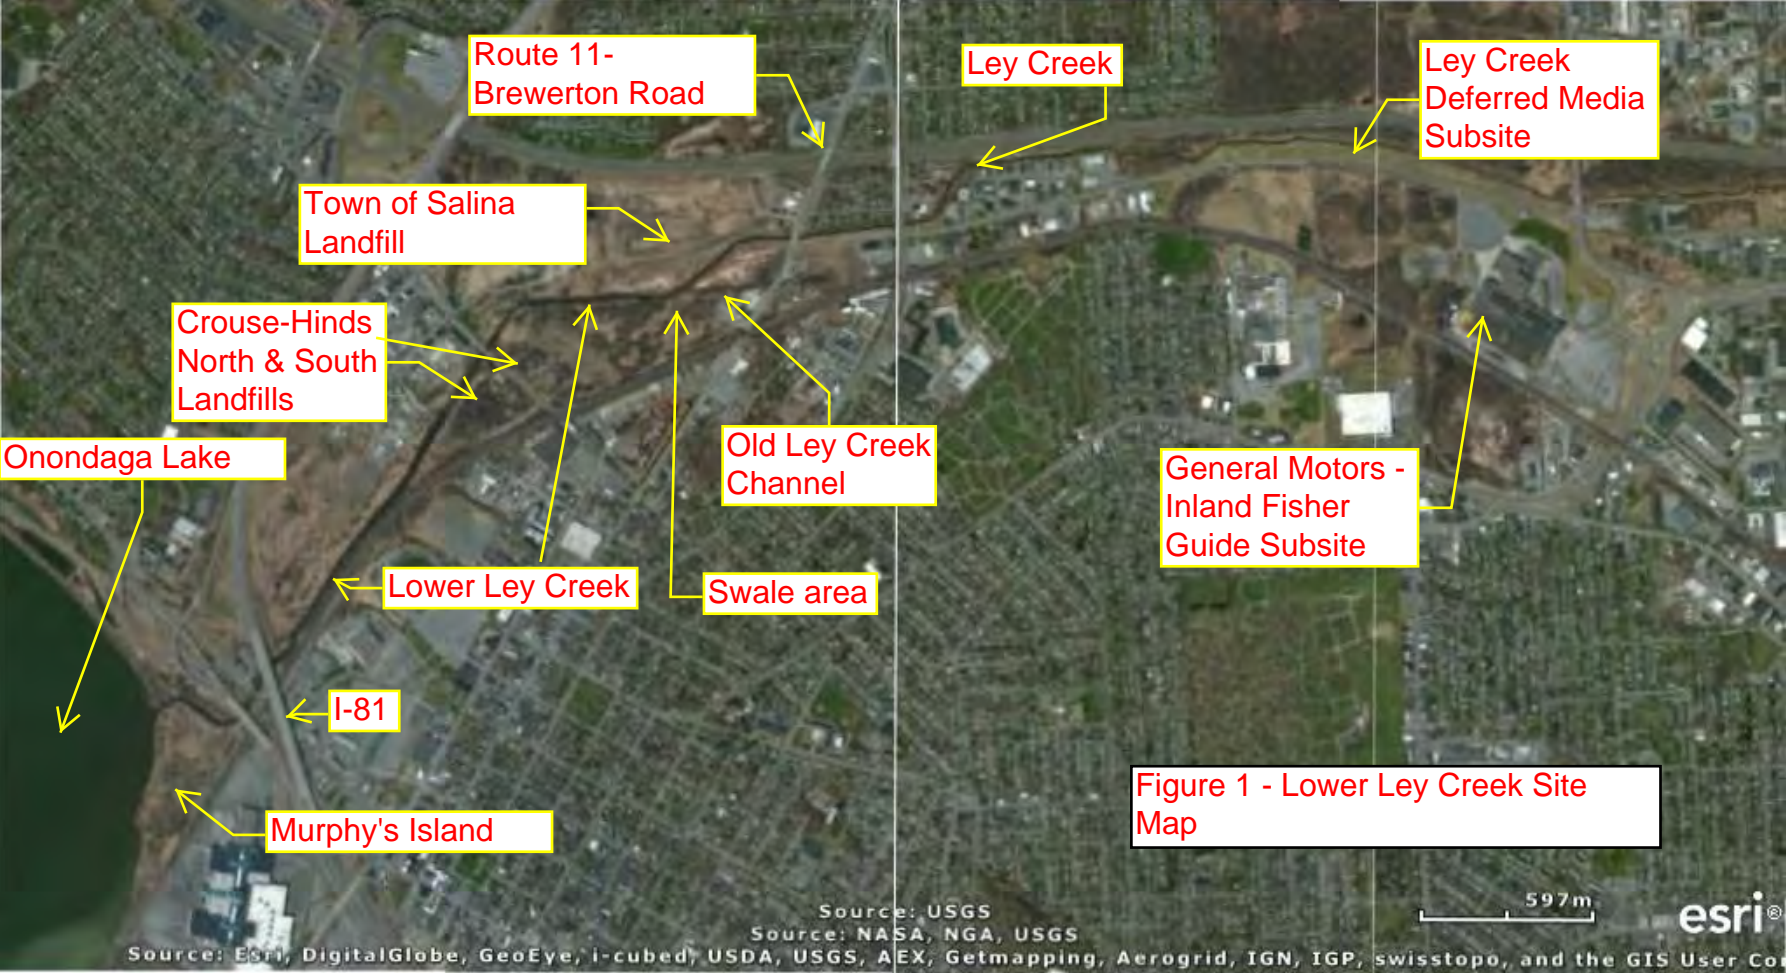 Route 11-
Brewerton Road
Ley Creek
Ley Creek
Deferred Media
Subsite
Town of Salina
Landfill
Crouse-Hinds
North & South
Landfills
Onondaga Lake
Old Ley Creek
Channel
General Motors -
Inland Fisher
Guide Subsite
Lower Ley Creek
Swale area
I-81
Murphy's Island
Figure 1 - Lower Ley Creek Site
Map
597m
esri®
Source: USGS
Source: NASA, NGA, USGS
Source: Esri, DigitalGlobe, GeoEye, i-cubed, USDA, USGS, AEX, Getmapping, Aerogrid, IGN, IGP, swisstopo, and the GIS User Co